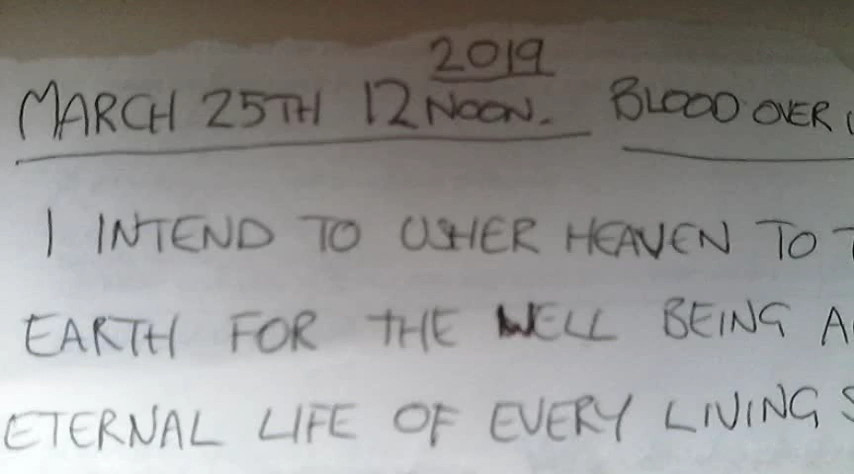 2019
MARCH 25TH 12 NOON. BLOOD OVER
I INTEND TO USHER HEAVEN TO
EARTH FOR THE WELL BEING
ETERNAL LIFE OF EVERY LIVING